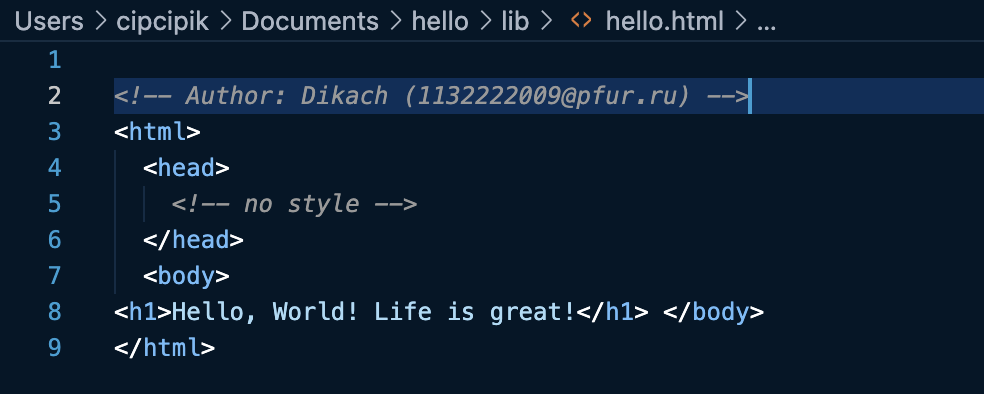 Users > cipcipik > Documents > hello > lib > <> hello.html > ...
1
2 <!-- Author: Dikach (1132222009@pfur.ru) -->
3 <html>
4   <head>
5     <!-- no style -->
6   </head>
7   <body>
8 <h1>Hello, World! Life is great!</h1> </body>
9 </html>